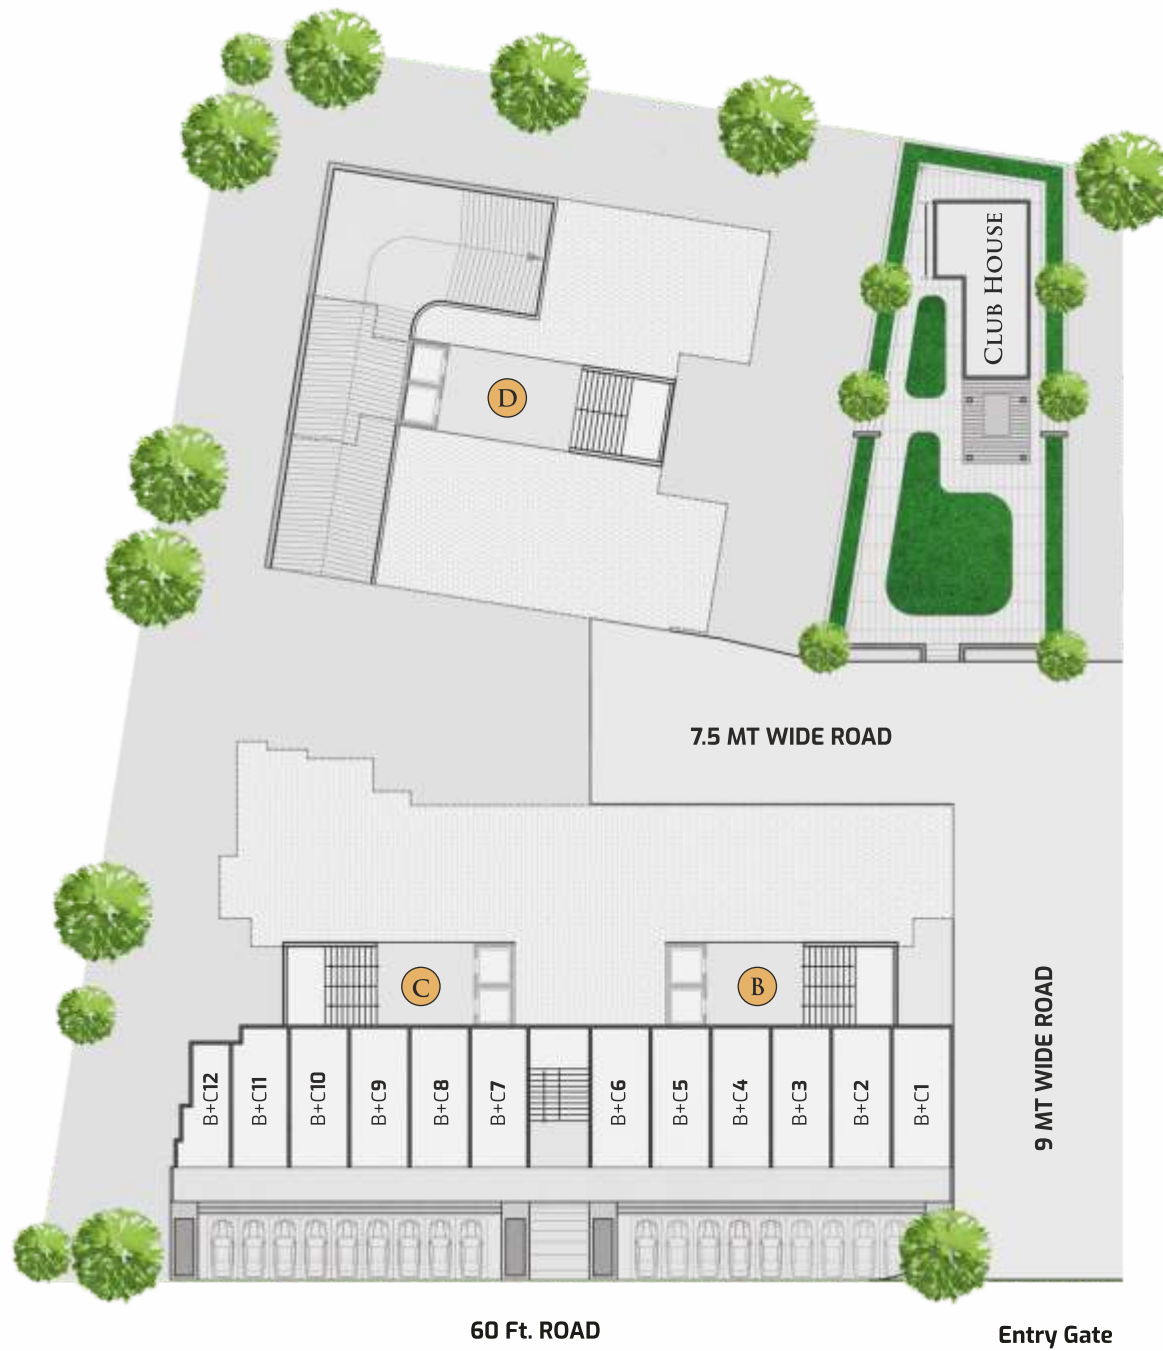 CLUB HOUSE
D
7.5 MT WIDE ROAD
C
B
9 MT WIDE ROAD
B+C12
B+C11
B+C10
B+C9
B+C8
B+C7
B+C6
B+C5
B+C4
B+C3
B+C2
B+C1
60 Ft. ROAD
Entry Gate